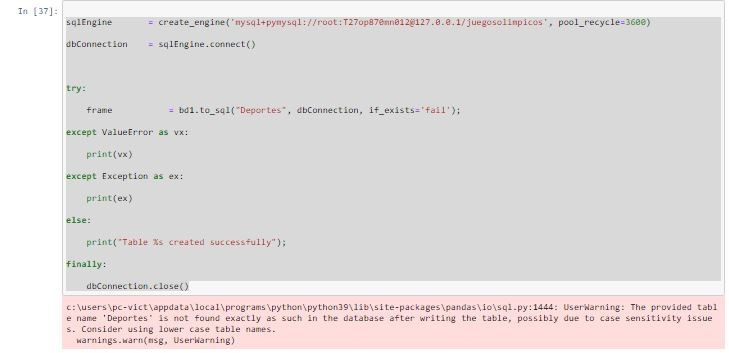 In [37]:
sqlEngine       = create_engine('mysql+pymysql://root:T27op870mn012@127.0.0.1/juegosolimpicos', pool_recycle=3600)
dbConnection    = sqlEngine.connect()
try:
    frame           = bd1.to_sql("Deportes", dbConnection, if_exists='fail');
except ValueError as vx:
    print(vx)
except Exception as ex:
    print(ex)
else:
    print("Table %s created successfully");
finally:
    dbConnection.close()
c:\users\pc-vict\appdata\local\programs\python\python39\lib\site-packages\pandas\io\sql.py:1444: UserWarning: The provided tabl
e name 'Deportes' is not found exactly as such in the database after writing the table, possibly due to case sensitivity issue
s. Consider using lower case table names.
  warnings.warn(msg, UserWarning)